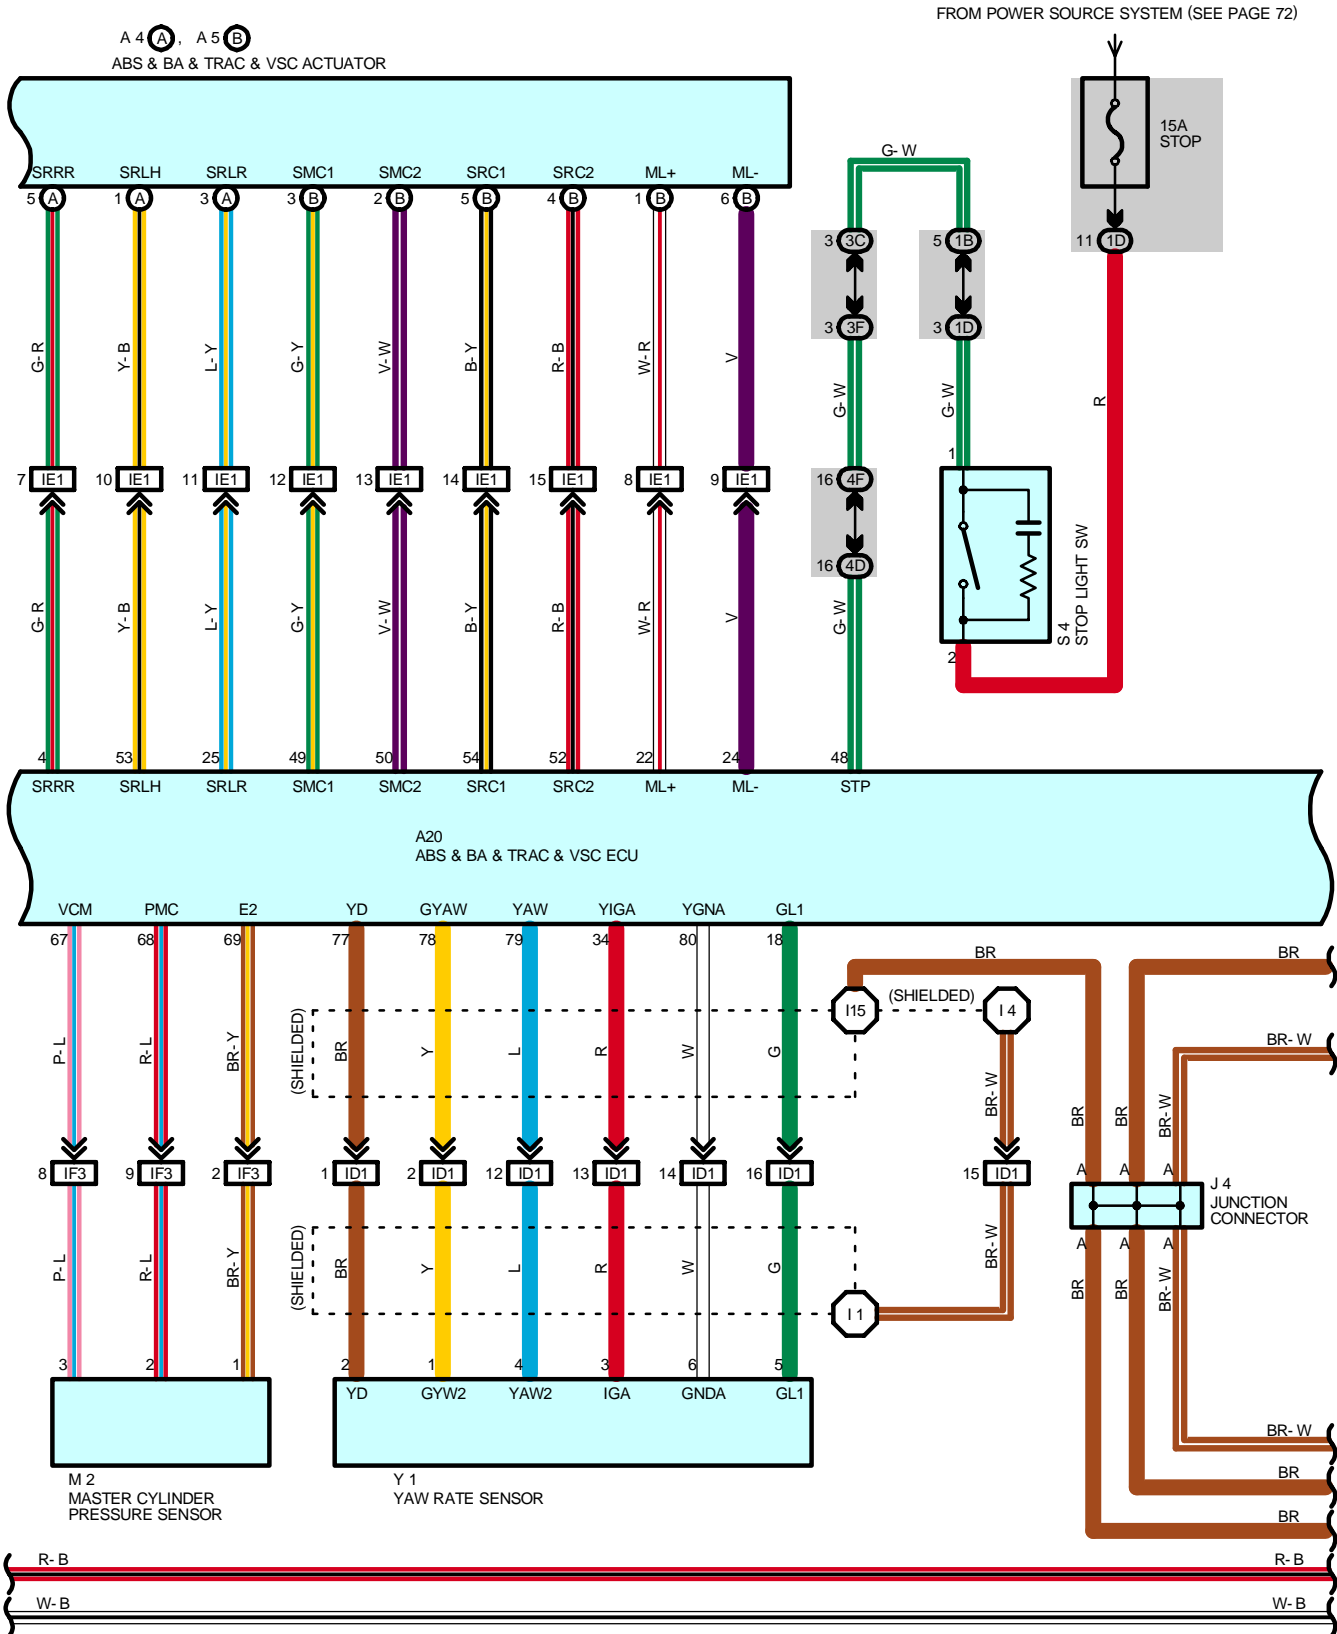 FROM POWER SOURCE SYSTEM (SEE PAGE 72)
A 4 A , A 5 B
ABS & BA & TRAC & VSC ACTUATOR
15A
STOP
SRRR SRLH SRLR SMC1 SMC2 SRC1 SRC2 ML+ ML-
5 A 1 A 3 A 3 B 2 B 5 B 4 B 1 B 6 B
G- W
3 3C 5 1B 11 1D
3 3F 3 1D
G- R Y- B L- Y G- Y V- W B- Y R- B W- R V G- W G- W R
1
7 IE1 10 IE1 11 IE1 12 IE1 13 IE1 14 IE1 15 IE1 8 IE1 9 IE1 16 4F
16 4D
S 4
STOP LIGHT SW
G- R Y- B L- Y G- Y V- W B- Y R- B W- R V G- W
2
4 53 25 49 50 54 52 22 24 48
SRRR SRLH SRLR SMC1 SMC2 SRC1 SRC2 ML+ ML- STP
A20
ABS & BA & TRAC & VSC ECU
VCM PMC E2 YD GYAW YAW YIGA YGNA GL1
67 68 69 77 78 79 34 80 18
BR BR
(SHIELDED)
I15 I 4
(SHIELDED)
BR- W
P- L R- L BR- Y BR Y L R W G BR- W BR BR BR- W
8 IF3 9 IF3 2 IF3 1 ID1 2 ID1 12 ID1 13 ID1 14 ID1 16 ID1 15 ID1
A A A
J 4
JUNCTION
CONNECTOR
A A A
(SHIELDED)
P- L R- L BR- Y BR Y L R W G BR- W BR BR BR- W
I 1
3 2 1 2 1 4 3 6 5
YD GYW2 YAW2 IGA GNDA GL1
BR- W
M 2
MASTER CYLINDER
PRESSURE SENSOR
Y 1
YAW RATE SENSOR
BR
BR
R- B R- B
W- B W- B